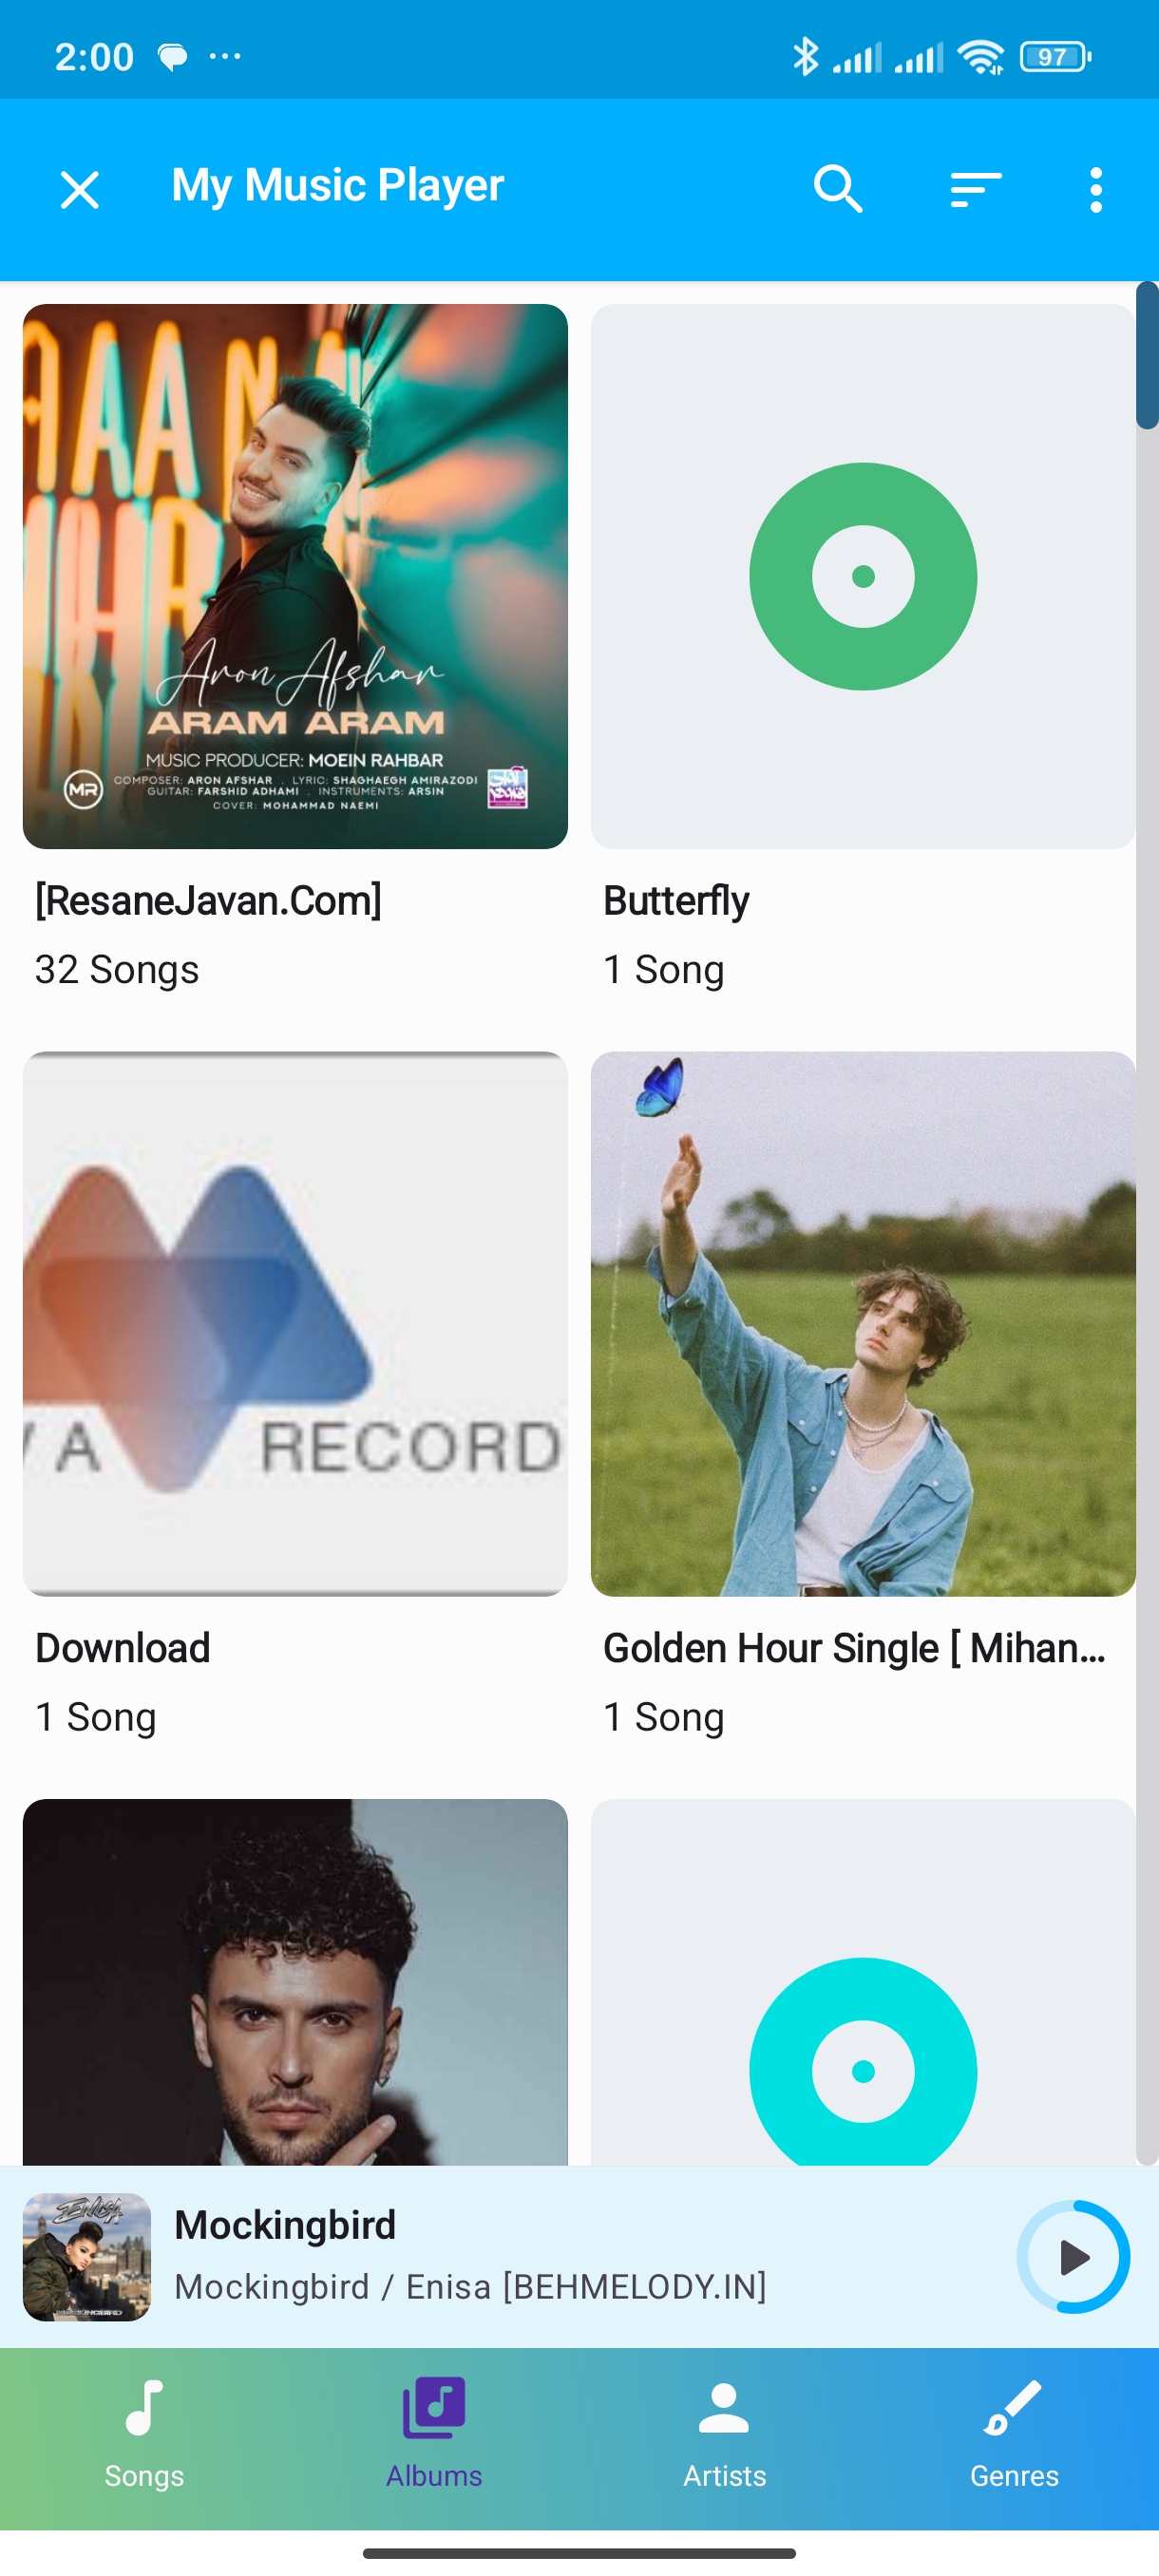 2:00
97
My Music Player
Aron Afshar
ARAM ARAM
MUSIC PRODUCER: MOEIN RAHBAR
MR
COMPOSER: ARON AFSHAR . LYRIC: SHAGHAEGH AMIRAZODI
GUITAR: FARSHID ADHAMI . INSTRUMENTS: ARSIN
COVER: MOHAMMAD NAEMI
[ResaneJavan.Com]
32 Songs
Butterfly
1 Song
A RECORD
Download
1 Song
Golden Hour Single [ Mihan...
1 Song
ENISA
Mockingbird
Mockingbird / Enisa [BEHMELODY.IN]
Songs
Albums
Artists
Genres